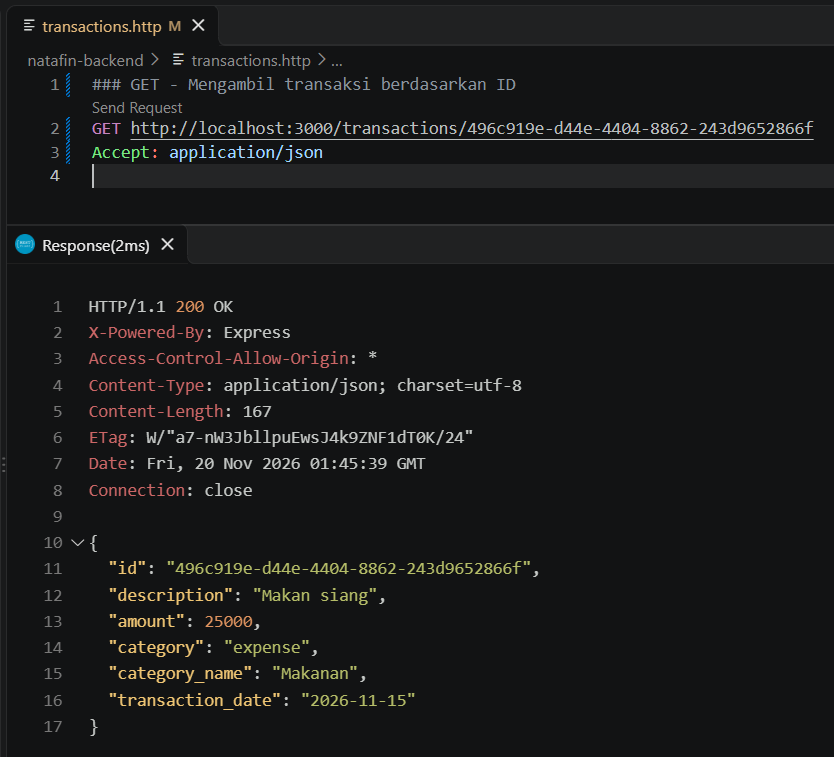 transactions.http M
natafin-backend > transactions.http > ...
1 ### GET - Mengambil transaksi berdasarkan ID
Send Request
2 GET http://localhost:3000/transactions/496c919e-d44e-4404-8862-243d9652866f
3 Accept: application/json
4
Response(2ms)
1 HTTP/1.1 200 OK
2 X-Powered-By: Express
3 Access-Control-Allow-Origin: *
4 Content-Type: application/json; charset=utf-8
5 Content-Length: 167
6 ETag: W/"a7-nW3JbllpuEwsJ4k9ZNF1dT0K/24"
7 Date: Fri, 20 Nov 2026 01:45:39 GMT
8 Connection: close
9
10 {
11 "id": "496c919e-d44e-4404-8862-243d9652866f",
12 "description": "Makan siang",
13 "amount": 25000,
14 "category": "expense",
15 "category_name": "Makanan",
16 "transaction_date": "2026-11-15"
17 }